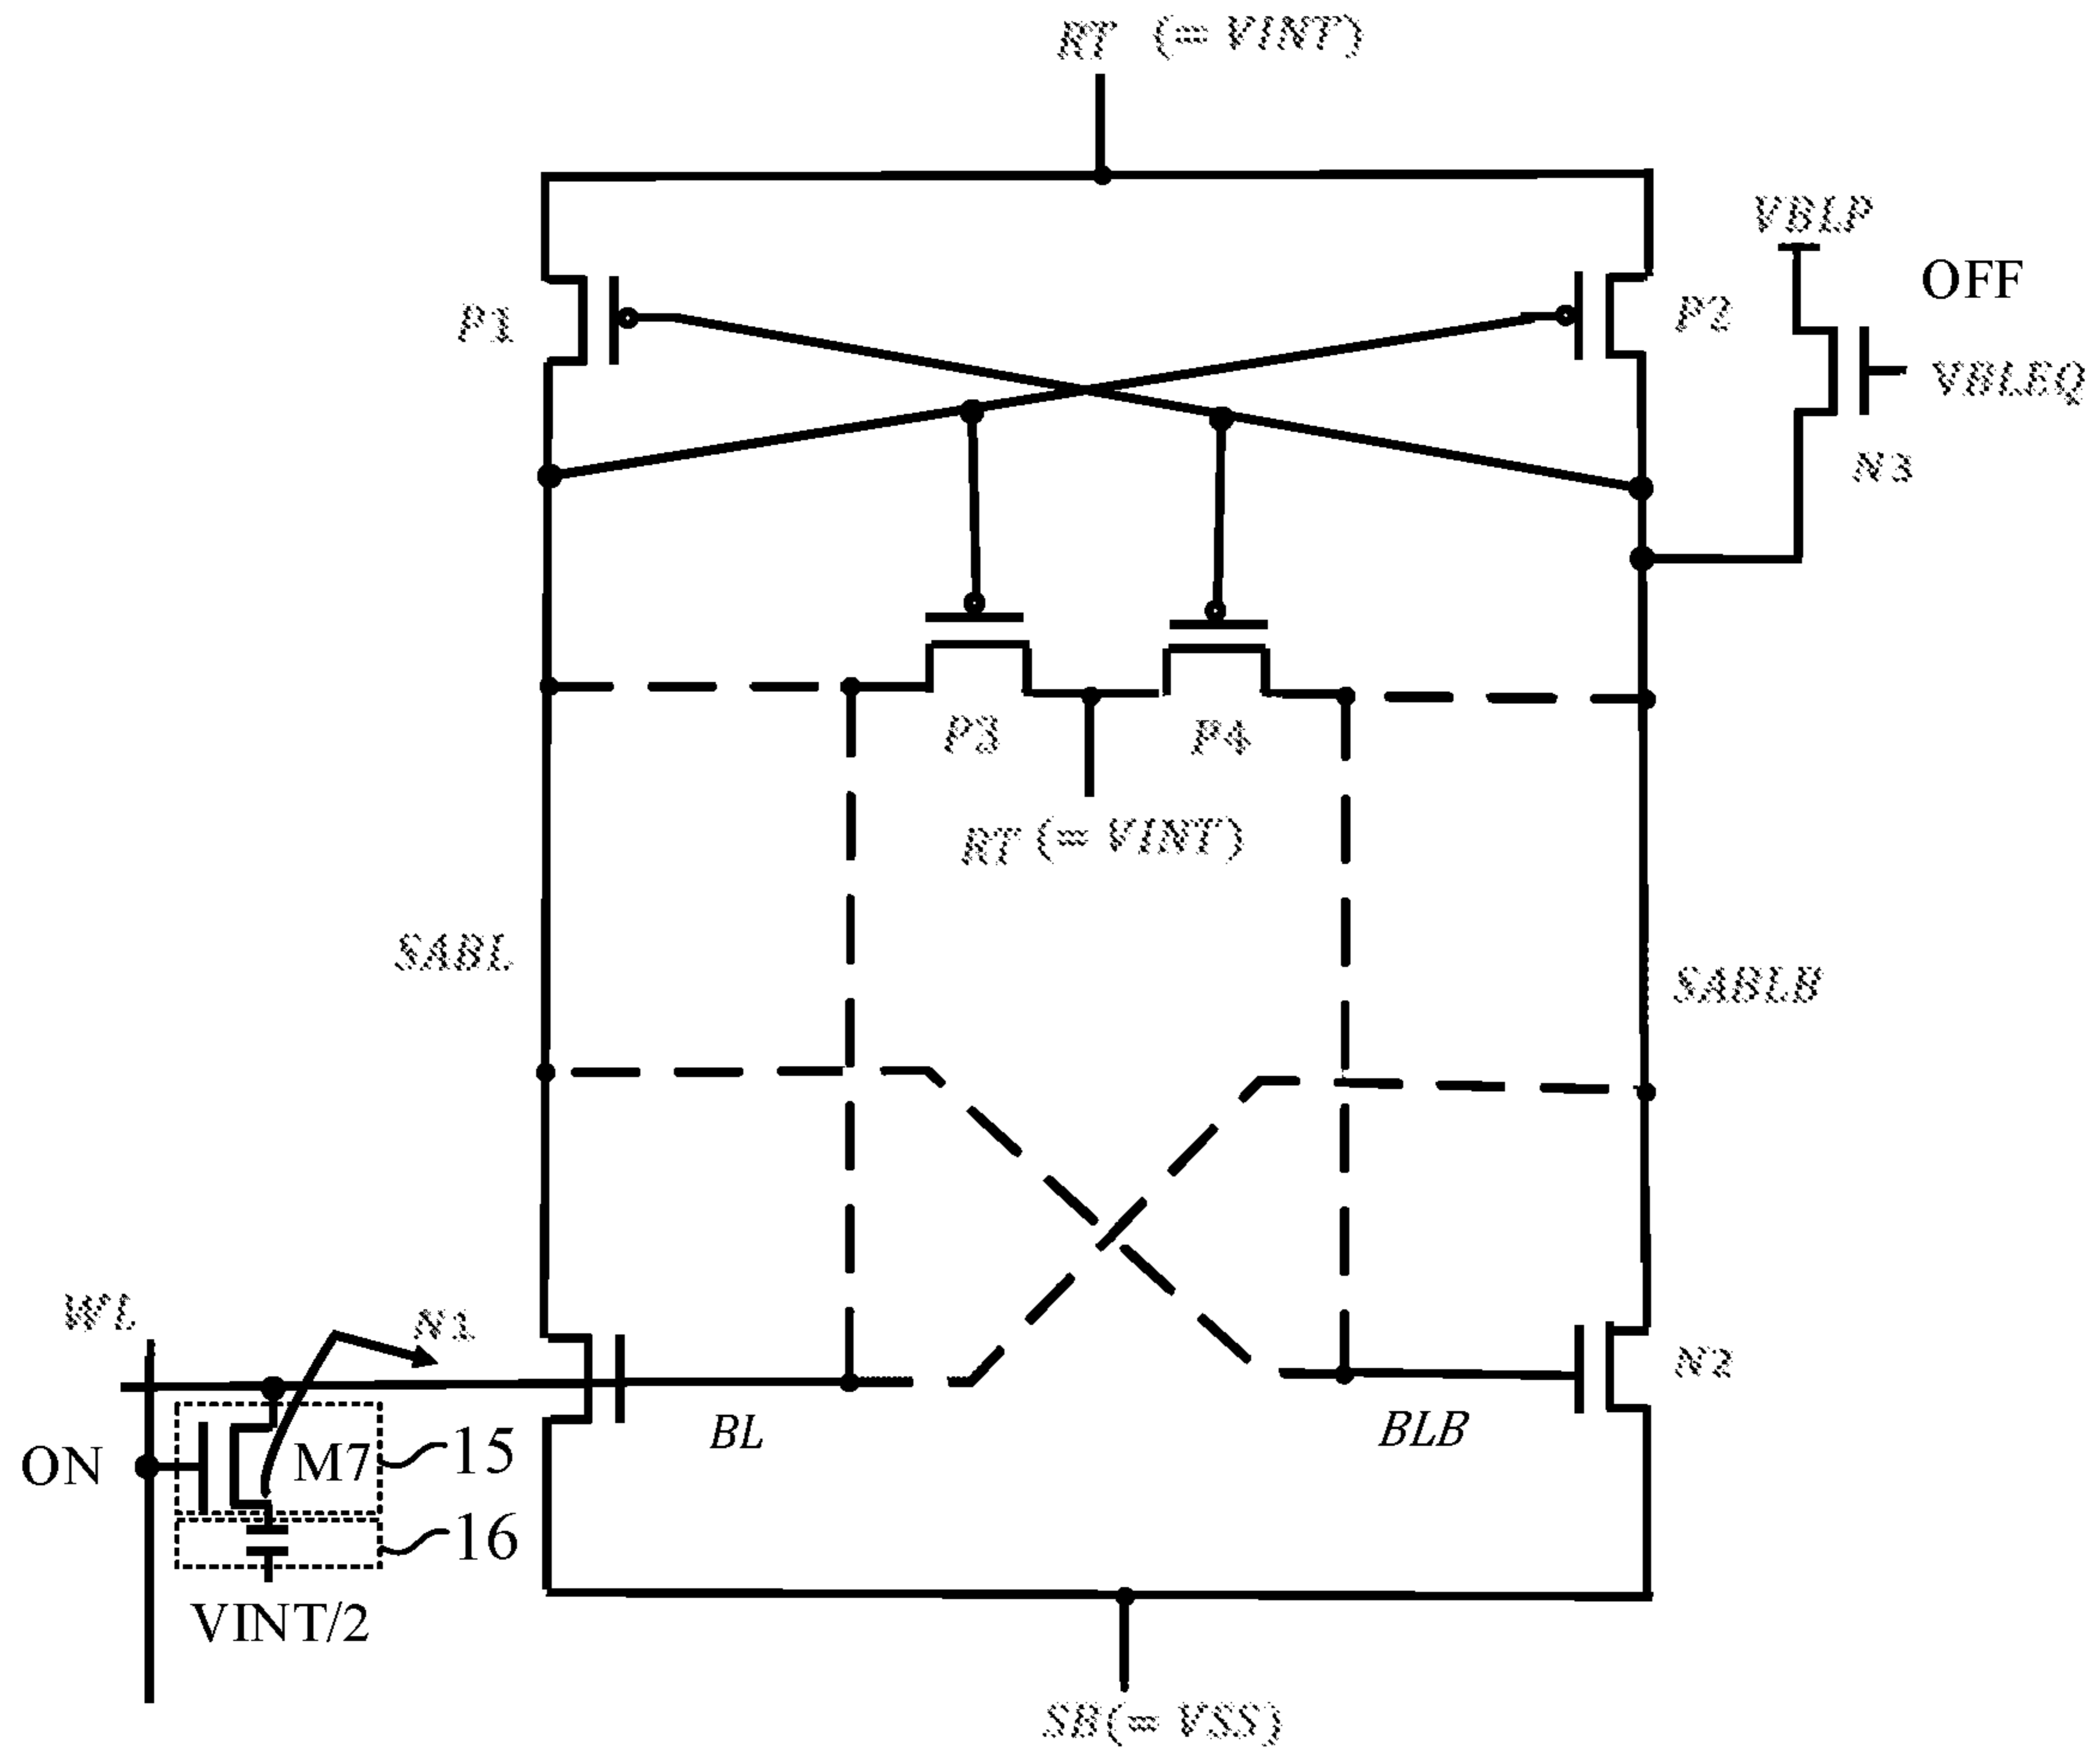 RT (= VINT)
VBLP
OFF
P1
P2
VBLEQ
N3
P3
P4
RT (= VINT)
SABL
SABLB
WL
N1
N2
BL
BLB
15
M7
ON
16
VINT/2
SB(= VSS)